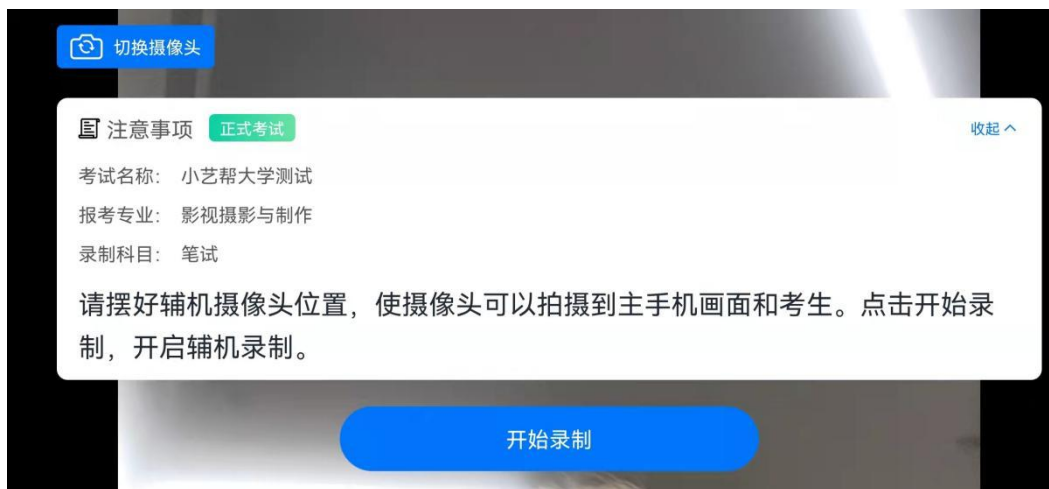 切换摄像头
注意事项 正式考试 收起
考试名称: 小艺帮大学测试
报考专业: 影视摄影与制作
录制科目: 笔试
请摆好辅机摄像头位置，使摄像头可以拍摄到主手机画面和考生。点击开始录
制，开启辅机录制。
开始录制